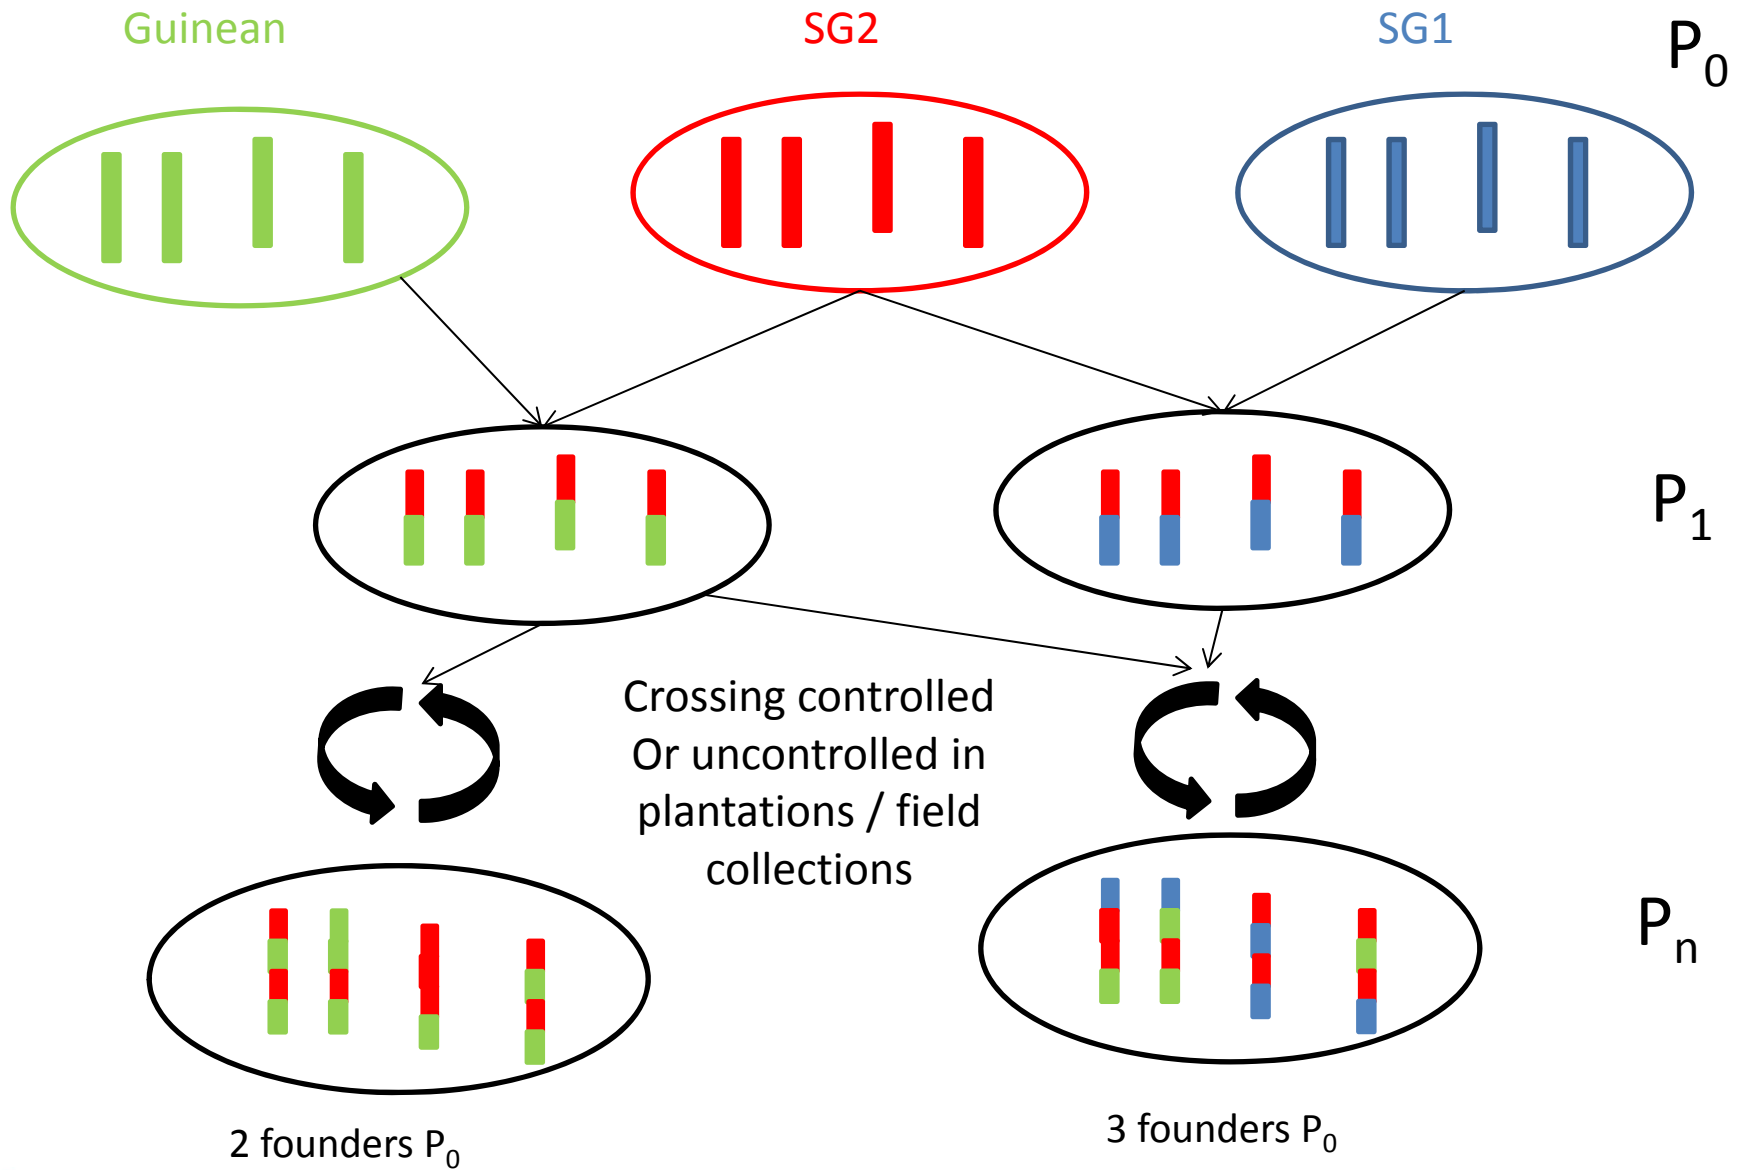 Guinean
SG2
SG1
P0
P1
Crossing controlled
Or uncontrolled in
plantations / field
collections
Pn
2 founders P0
3 founders P0